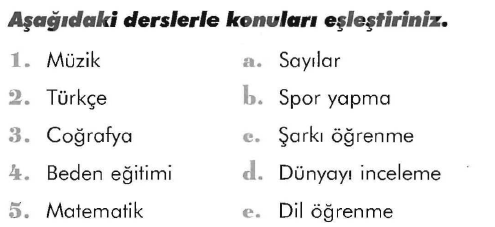 Aşağıdaki derslerle konuları eşleştiriniz.
1. Müzik a. Sayılar
2. Türkçe b. Spor yapma
3. Coğrafya c. Şarkı öğrenme
4. Beden eğitimi d. Dünyayı inceleme
5. Matematik e. Dil öğrenme